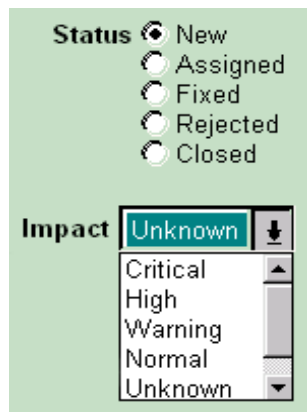 Status New
Assigned
Fixed
Rejected
Closed
Impact Unknown
Critical
High
Warning
Normal
Unknown